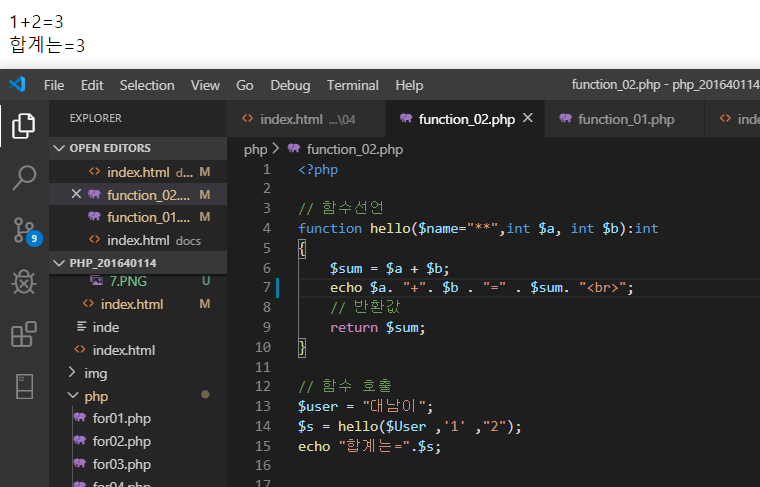 1+2=3
합계는=3
File Edit Selection View Go Debug Terminal Help function_02.php - php_201640114
EXPLORER
index.html ...\04
function_02.php
function_01.php
OPEN EDITORS
index.html d... M
function_02.... M
function_01.... M
index.html docs
PHP_201640114
7.PNG U
index.html M
inde
index.html
img
php
for01.php
for02.php
for03.php
for04.php
9
php > function_02.php
1 <?php
2
3 // 함수선언
4 function hello($name="**",int $a, int $b):int
5 {
6 $sum = $a + $b;
7 echo $a. "+". $b . "=" . $sum. "<br>";
8 // 반환값
9 return $sum;
10 }
11
12 // 함수 호출
13 $user = "대남이";
14 $s = hello($User ,'1' ,"2");
15 echo "합계는=".$s;
16
17